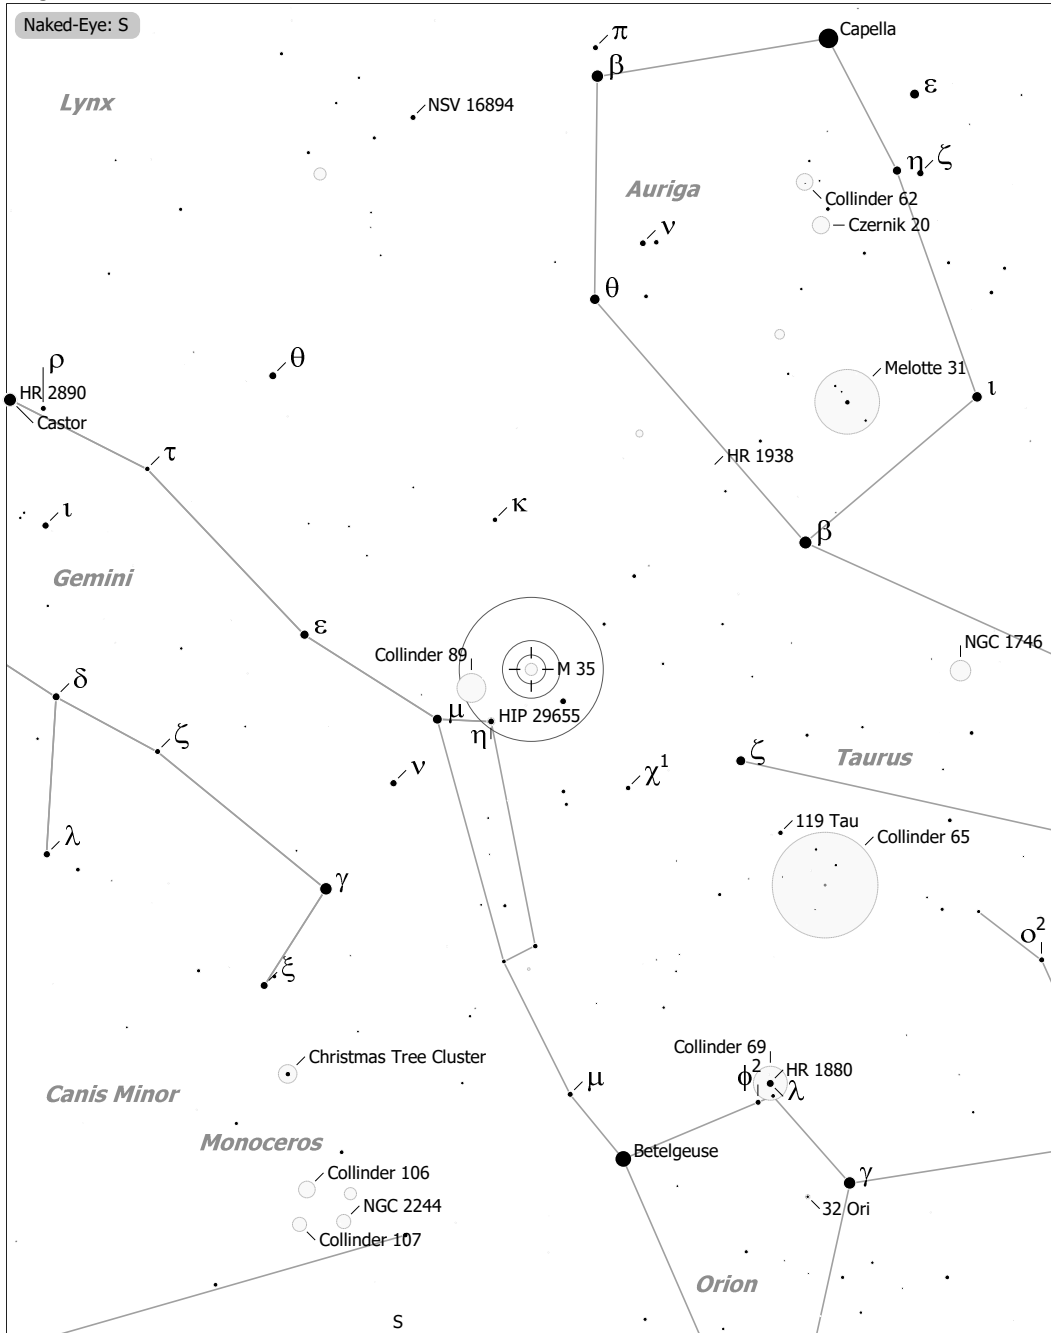 Naked-Eye: S
π
Capella
β
ε
Lynx
NSV 16894
η
ζ
Auriga
Collinder 62
ν
Czernik 20
θ
ρ
θ
Melotte 31
HR 2890
ι
Castor
τ
HR 1938
ι
κ
β
Gemini
ε
NGC 1746
Collinder 89
M 35
δ
μ
HIP 29655
ζ
η
ζ
Taurus
ν
χ1
119 Tau
λ
Collinder 65
γ
ο2
ξ
Collinder 69
Christmas Tree Cluster
HR 1880
φ2
λ
Canis Minor
μ
Monoceros
Betelgeuse
Collinder 106
γ
NGC 2244
32 Ori
Collinder 107
Orion
S